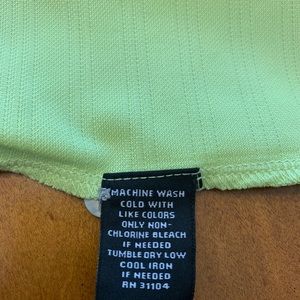 MACHINE WASH
COLD WITH
LIKE COLORS
ONLY NON-
CHLORINE BLEACH
IF NEEDED
TUMBLE DRY LOW
COOL IRON
IF NEEDED
RN 31104